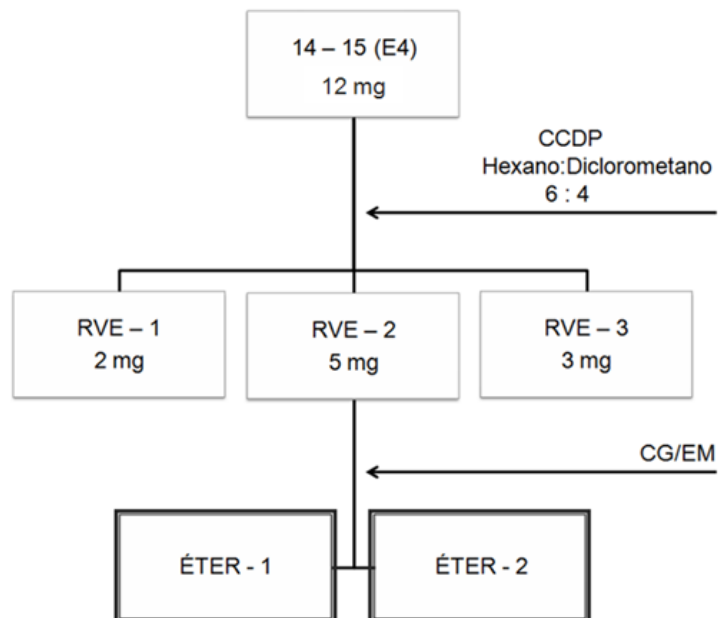 14 – 15 (E4)
12 mg
CCDP
Hexano:Diclorometano
6 : 4
RVE – 1
2 mg
RVE – 2
5 mg
RVE – 3
3 mg
CG/EM
ÉTER - 1
ÉTER - 2